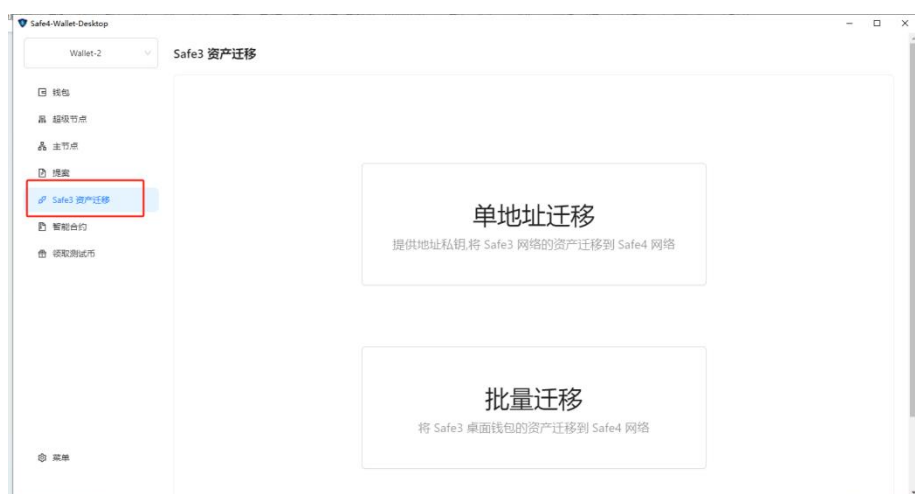 Safe4-Wallet-Desktop
Wallet-2
Safe3 资产迁移
钱包
超级节点
主节点
提案
Safe3 资产迁移
智能合约
领取测试币
菜单
单地址迁移
提供地址私钥,将 Safe3 网络的资产迁移到 Safe4 网络
批量迁移
将 Safe3 桌面钱包的资产迁移到 Safe4 网络